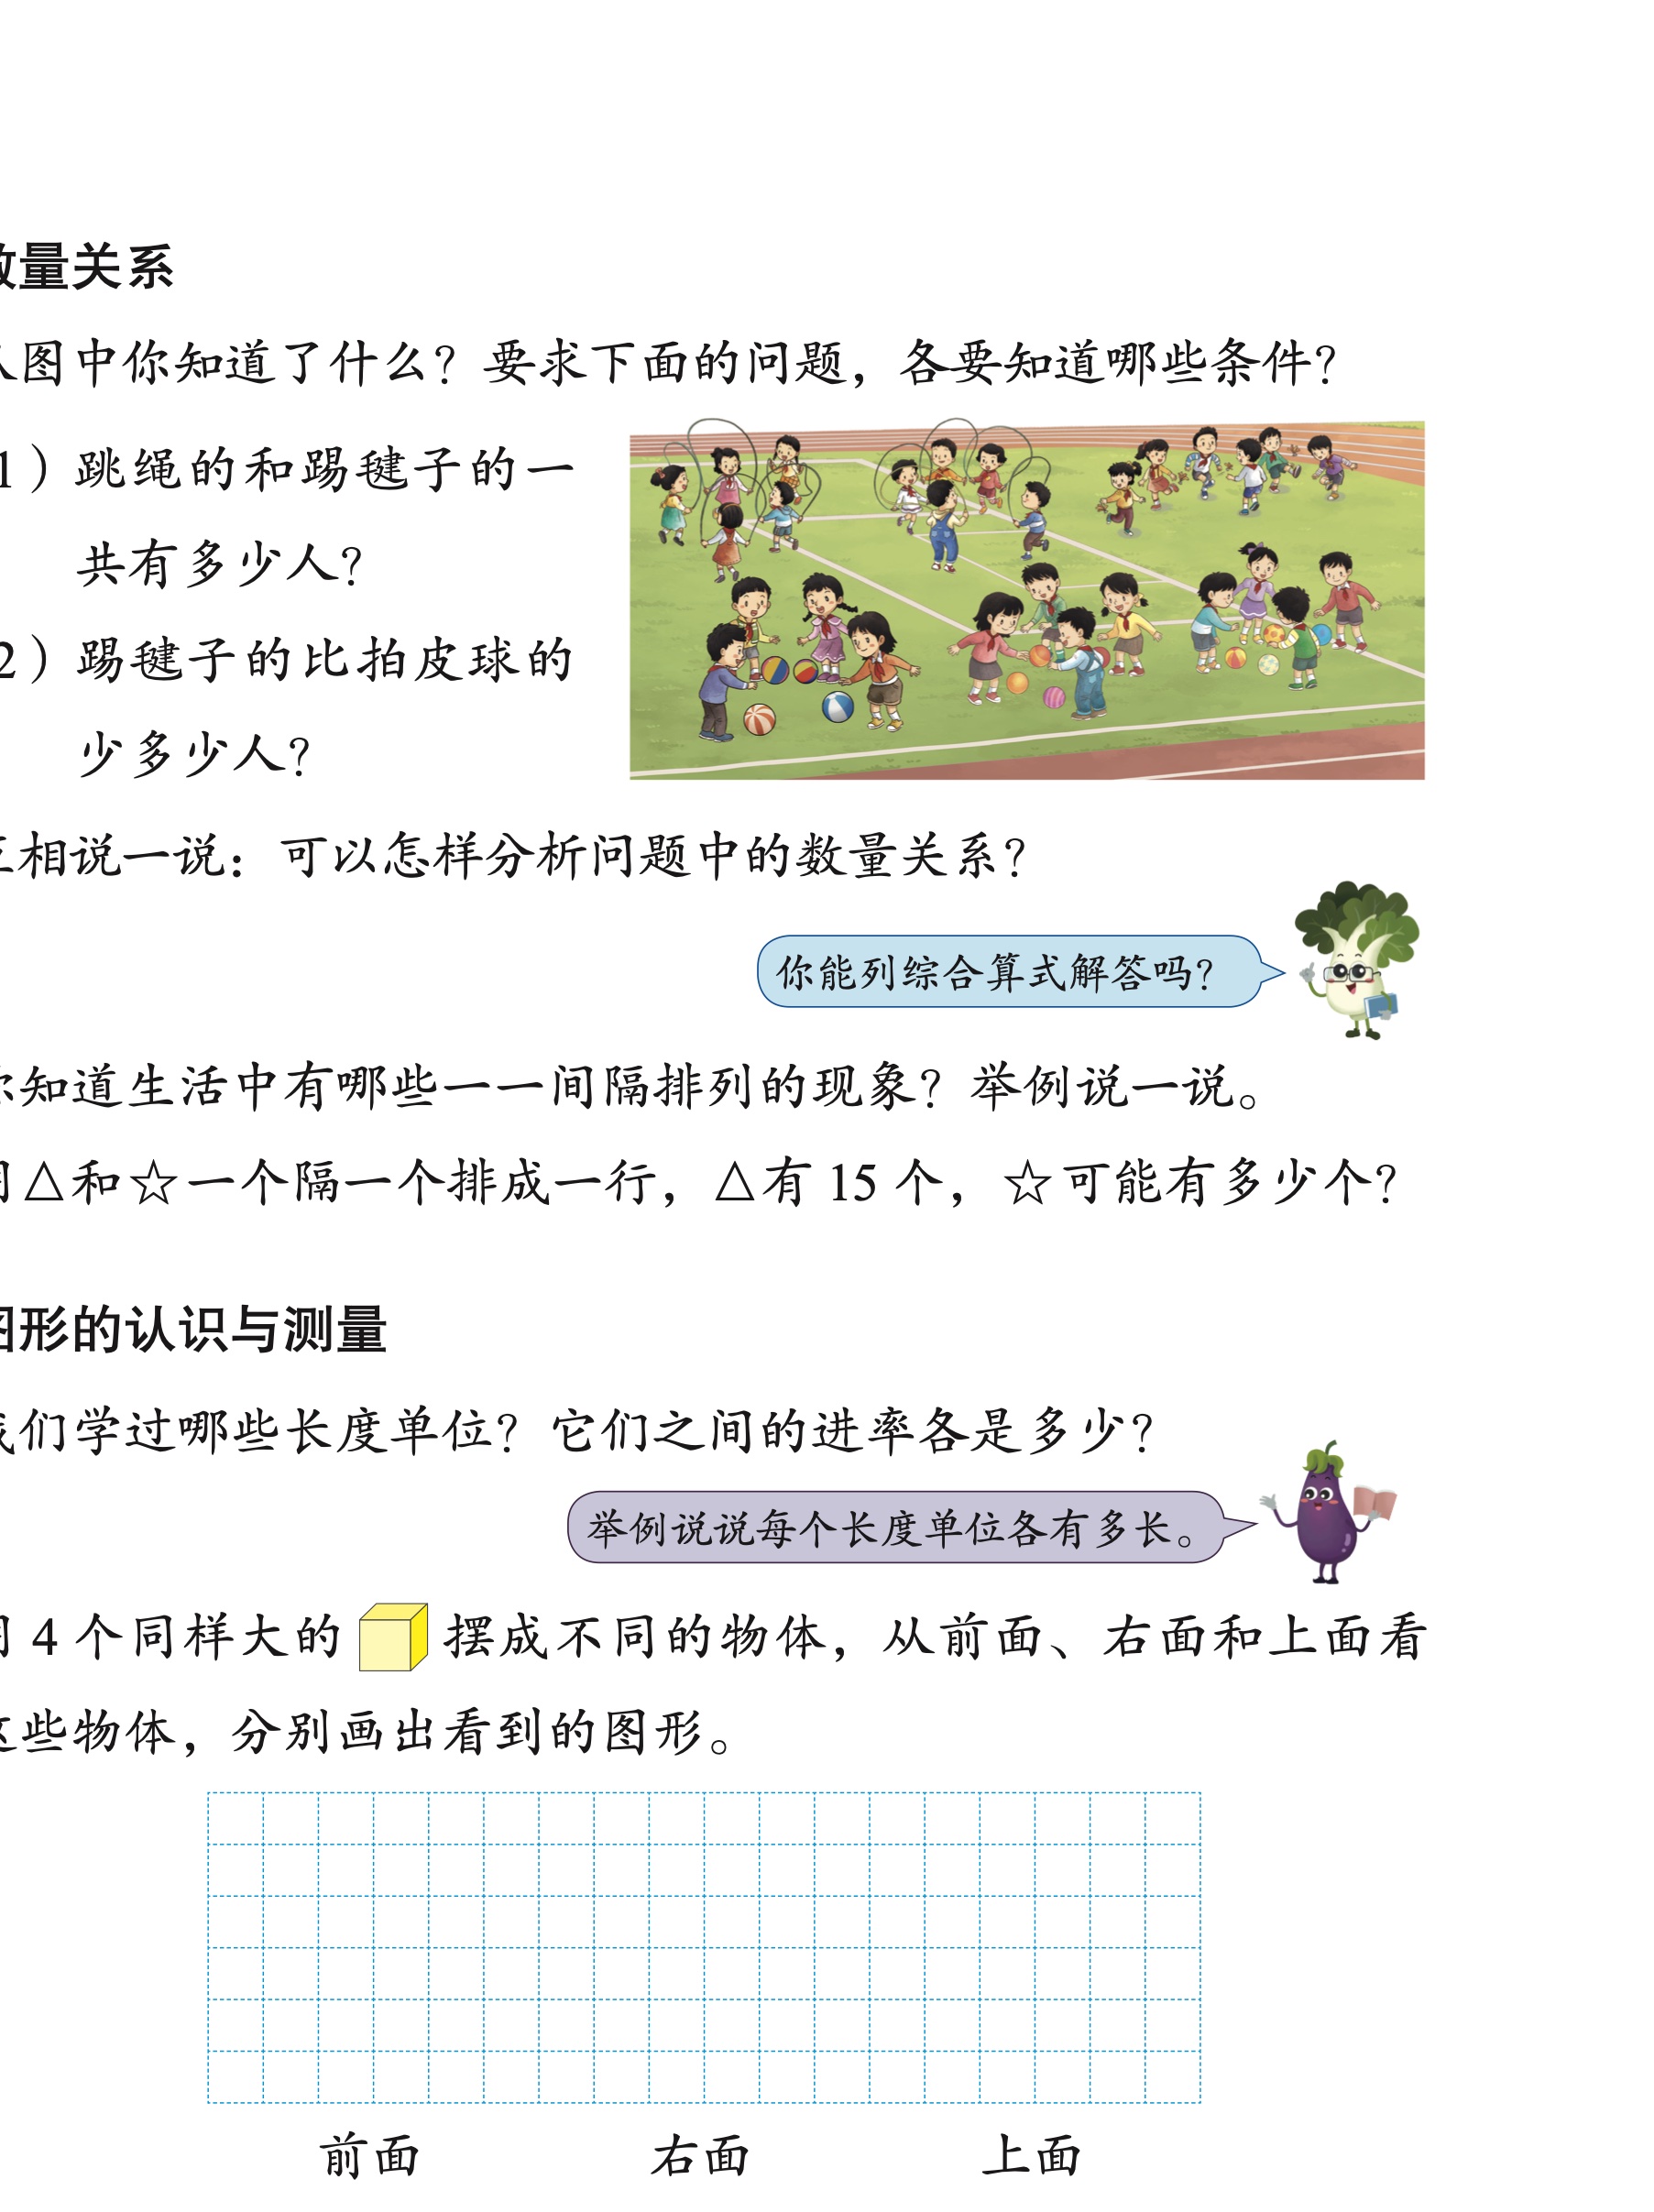 数量关系
从图中你知道了什么？要求下面的问题，各要知道哪些条件？
1）跳绳的和踢毽子的一
共有多少人？
2）踢毽子的比拍皮球的
少多少人？
互相说一说：可以怎样分析问题中的数量关系？
你能列综合算式解答吗？
你知道生活中有哪些一一间隔排列的现象？举例说一说。
用△和☆一个隔一个排成一行，△有 15 个，☆可能有多少个？
图形的认识与测量
我们学过哪些长度单位？它们之间的进率各是多少？
举例说说每个长度单位各有多长。
用 4 个同样大的 摆成不同的物体，从前面、右面和上面看
这些物体，分别画出看到的图形。
前面 右面 上面